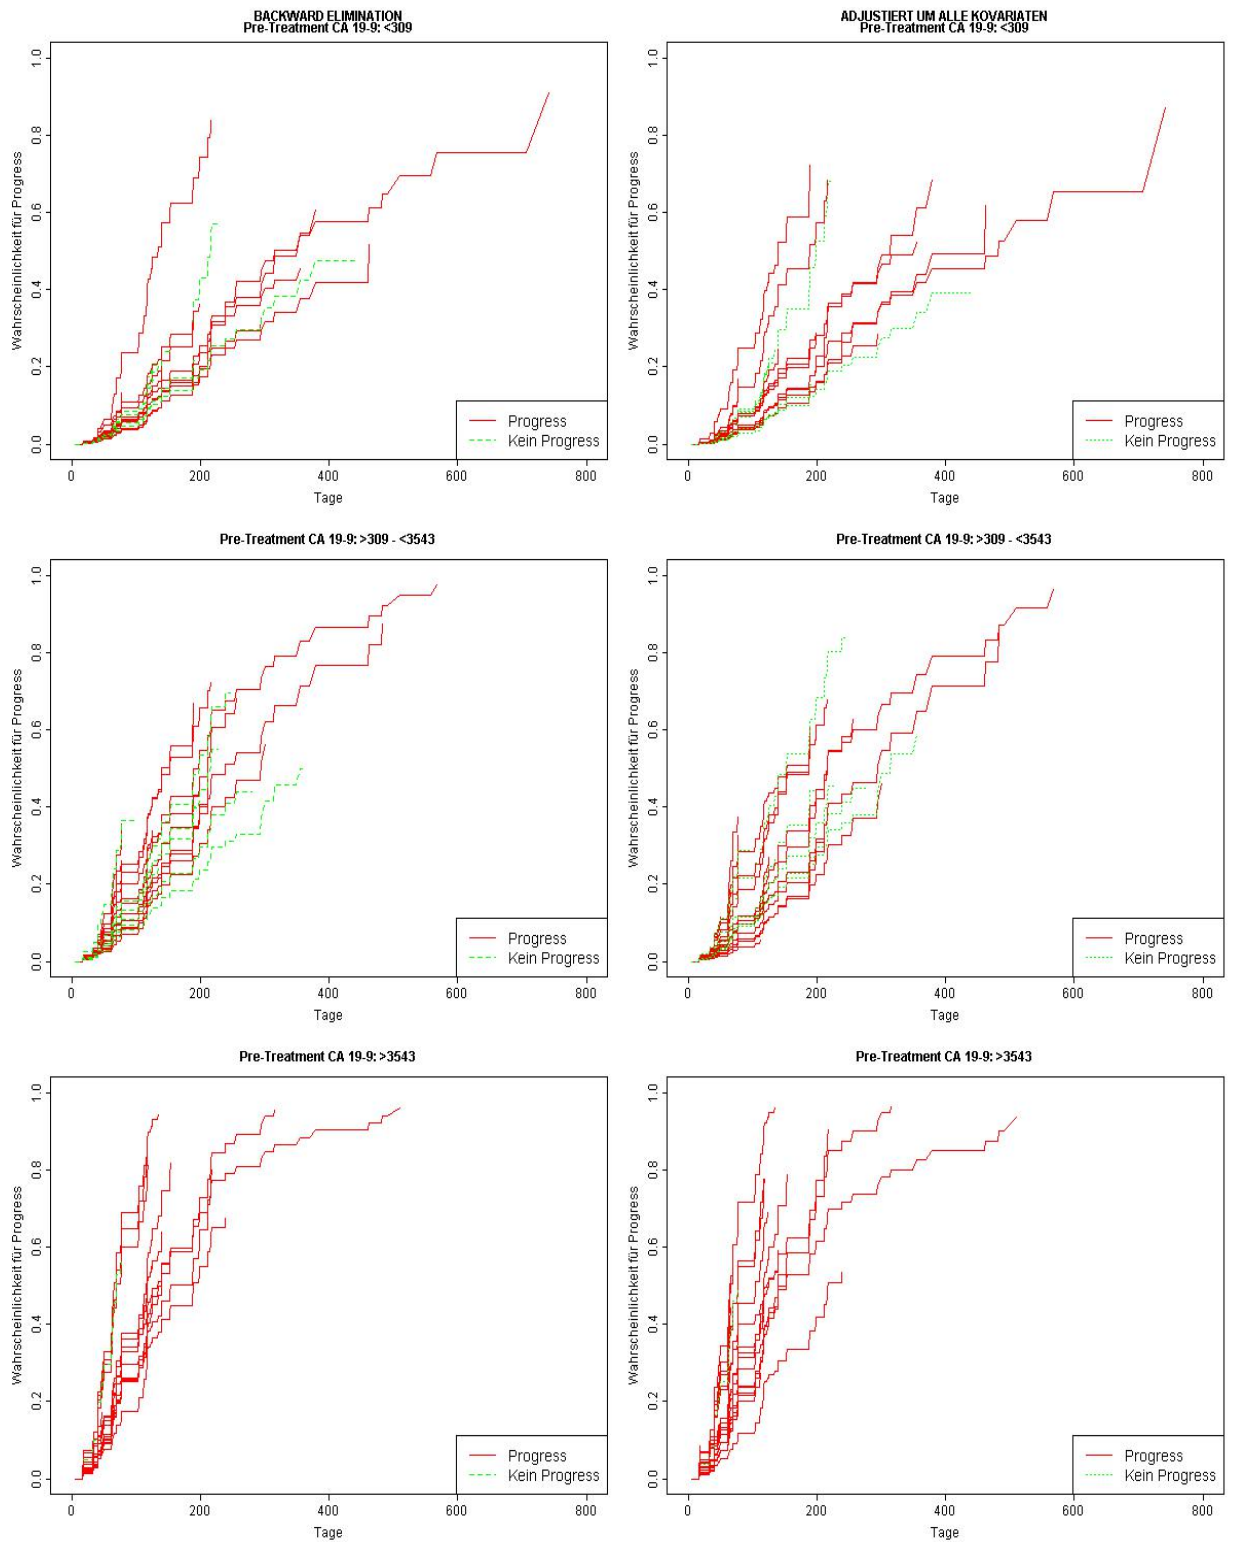 BACKWARD ELIMINATION
Pre-Treatment CA 19-9: <309
Wahrscheinlichkeit für Progress
1.0
0.8
0.6
0.4
0.2
0.0
Progress
Kein Progress
0 200 400 600 800
Tage
ADJUSTIERT UM ALLE KOVARIATEN
Pre-Treatment CA 19-9: <309
Wahrscheinlichkeit für Progress
1.0
0.8
0.6
0.4
0.2
0.0
Progress
Kein Progress
0 200 400 600 800
Tage
Pre-Treatment CA 19-9: >309 - <3543
Wahrscheinlichkeit für Progress
1.0
0.8
0.6
0.4
0.2
0.0
Progress
Kein Progress
0 200 400 600 800
Tage
Pre-Treatment CA 19-9: >309 - <3543
Wahrscheinlichkeit für Progress
1.0
0.8
0.6
0.4
0.2
0.0
Progress
Kein Progress
0 200 400 600 800
Tage
Pre-Treatment CA 19-9: >3543
Wahrscheinlichkeit für Progress
1.0
0.8
0.6
0.4
0.2
0.0
Progress
Kein Progress
0 200 400 600 800
Tage
Pre-Treatment CA 19-9: >3543
Wahrscheinlichkeit für Progress
1.0
0.8
0.6
0.4
0.2
0.0
Progress
Kein Progress
0 200 400 600 800
Tage